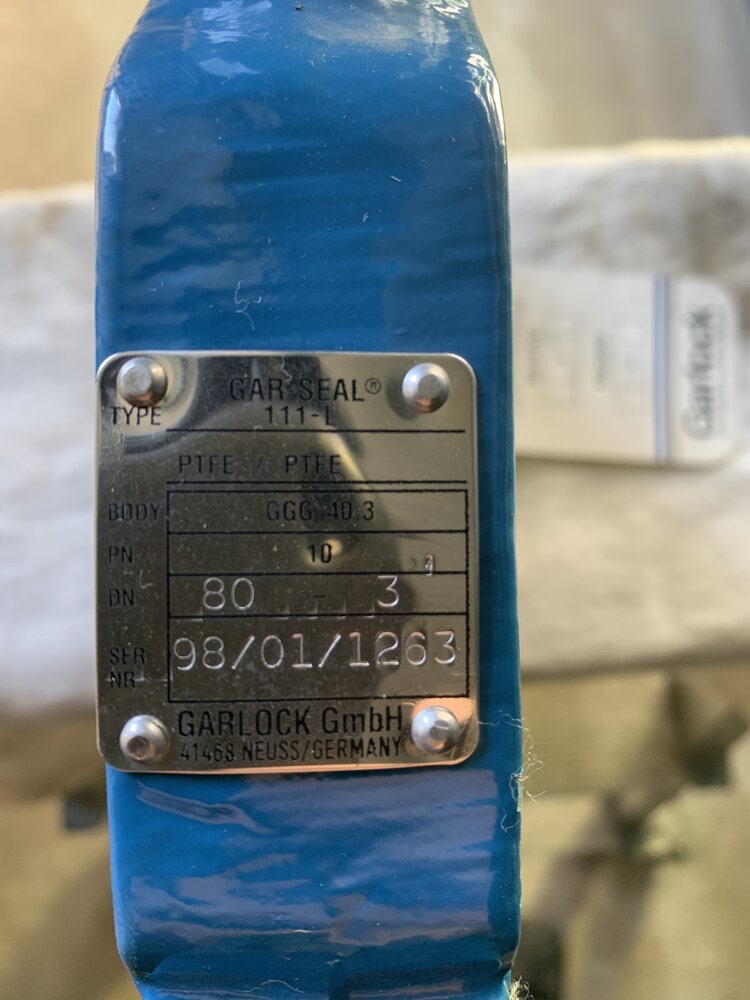 GAR-SEAL®
TYPE 111-L
PTFE / PTFE
BODY GGG 40.3
PN 10
DN 80 - 3"
SER NR 98/01/1263
GARLOCK GmbH
41468 NEUSS/GERMANY
Garlock